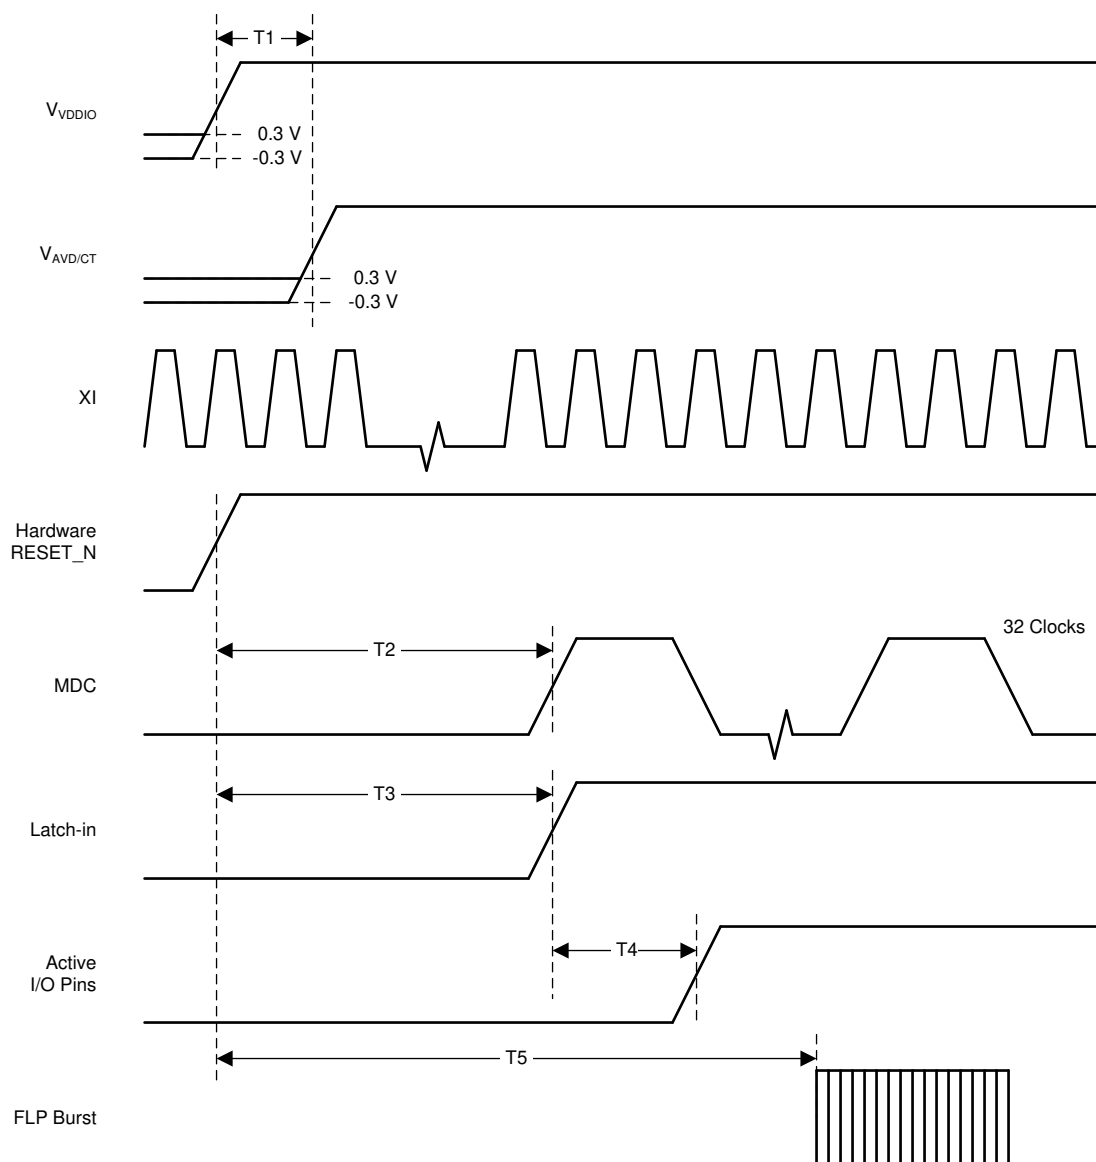 T1
VVDDIO
0.3 V
-0.3 V
VAVD/CT
0.3 V
-0.3 V
XI
Hardware
RESET_N
32 Clocks
T2
MDC
T3
Latch-in
T4
Active
I/O Pins
T5
FLP Burst